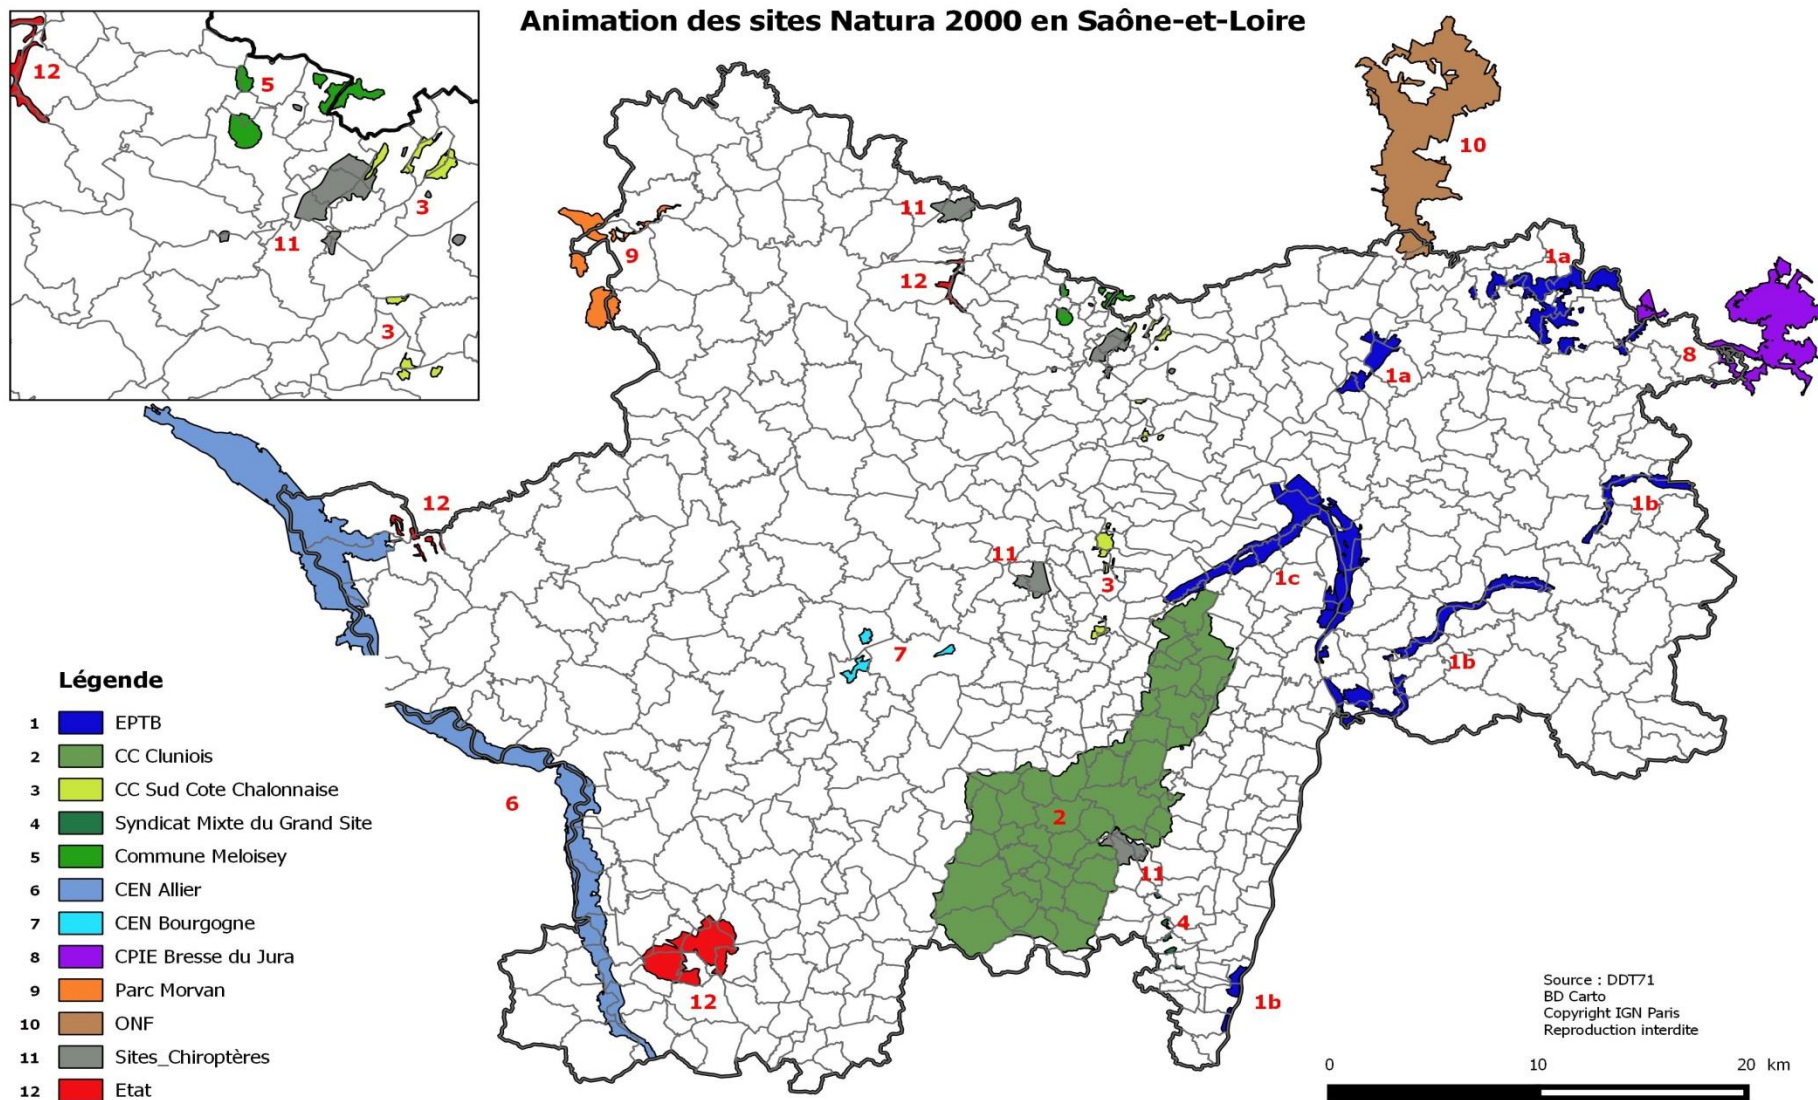 Animation des sites Natura 2000 en Saône-et-Loire
12
5
11
3
3
10
11
9
12
1a
8
1a
12
1b
11
3
1c
7
1b
6
2
11
4
12
1b
Légende
1 EPTB
2 CC Cluniois
3 CC Sud Cote Chalonnaise
4 Syndicat Mixte du Grand Site
5 Commune Meloisey
6 CEN Allier
7 CEN Bourgogne
8 CPIE Bresse du Jura
9 Parc Morvan
10 ONF
11 Sites_Chiroptères
12 Etat
Source : DDT71
BD Carto
Copyright IGN Paris
Reproduction interdite
0 10 20 km